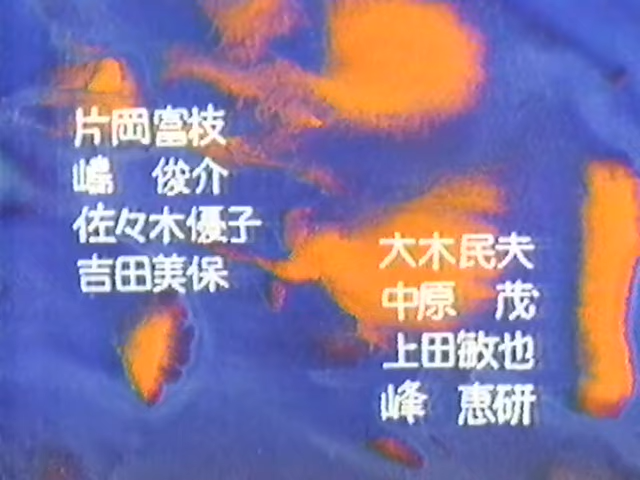 片岡富枝
嶋　俊介
佐々木優子
吉田美保
大木民夫
中原　茂
上田敏也
峰　恵研